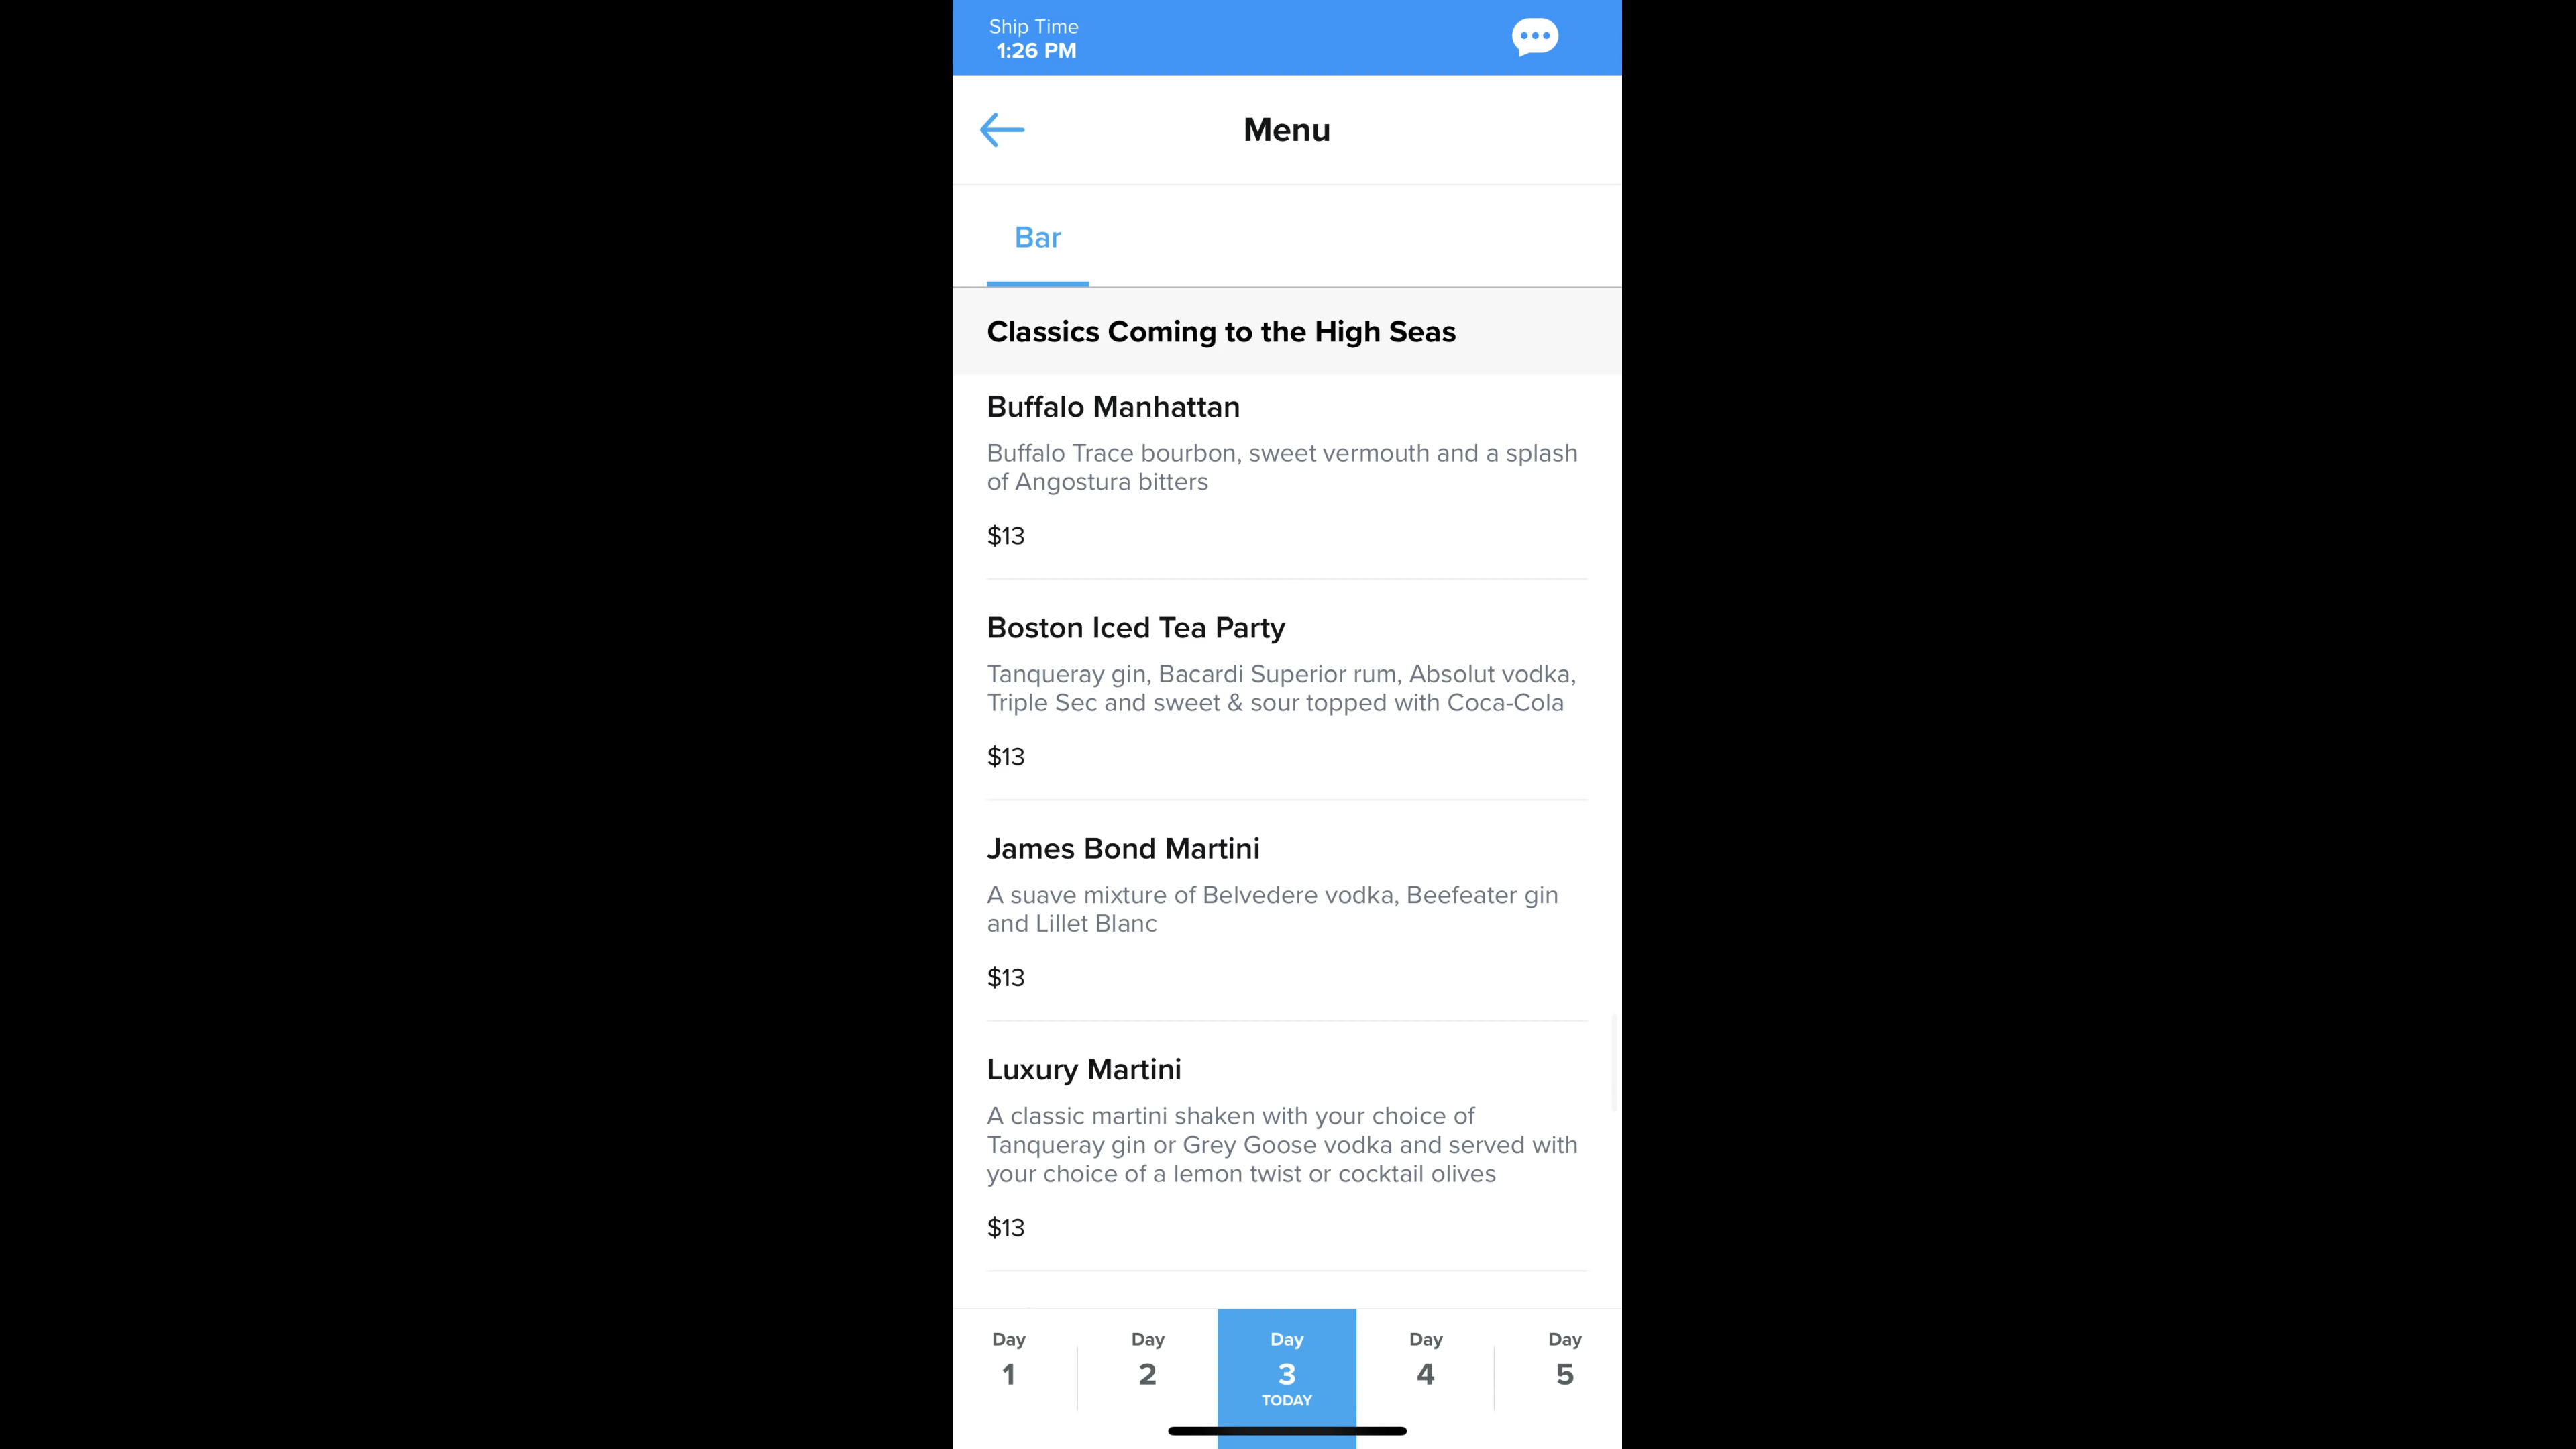 Ship Time
1:26 PM
Menu
Bar
Classics Coming to the High Seas
Buffalo Manhattan
Buffalo Trace bourbon, sweet vermouth and a splash
of Angostura bitters
$13
Boston Iced Tea Party
Tanqueray gin, Bacardi Superior rum, Absolut vodka,
Triple Sec and sweet & sour topped with Coca-Cola
$13
James Bond Martini
A suave mixture of Belvedere vodka, Beefeater gin
and Lillet Blanc
$13
Luxury Martini
A classic martini shaken with your choice of
Tanqueray gin or Grey Goose vodka and served with
your choice of a lemon twist or cocktail olives
$13
Day
1
Day
2
Day
3
TODAY
Day
4
Day
5